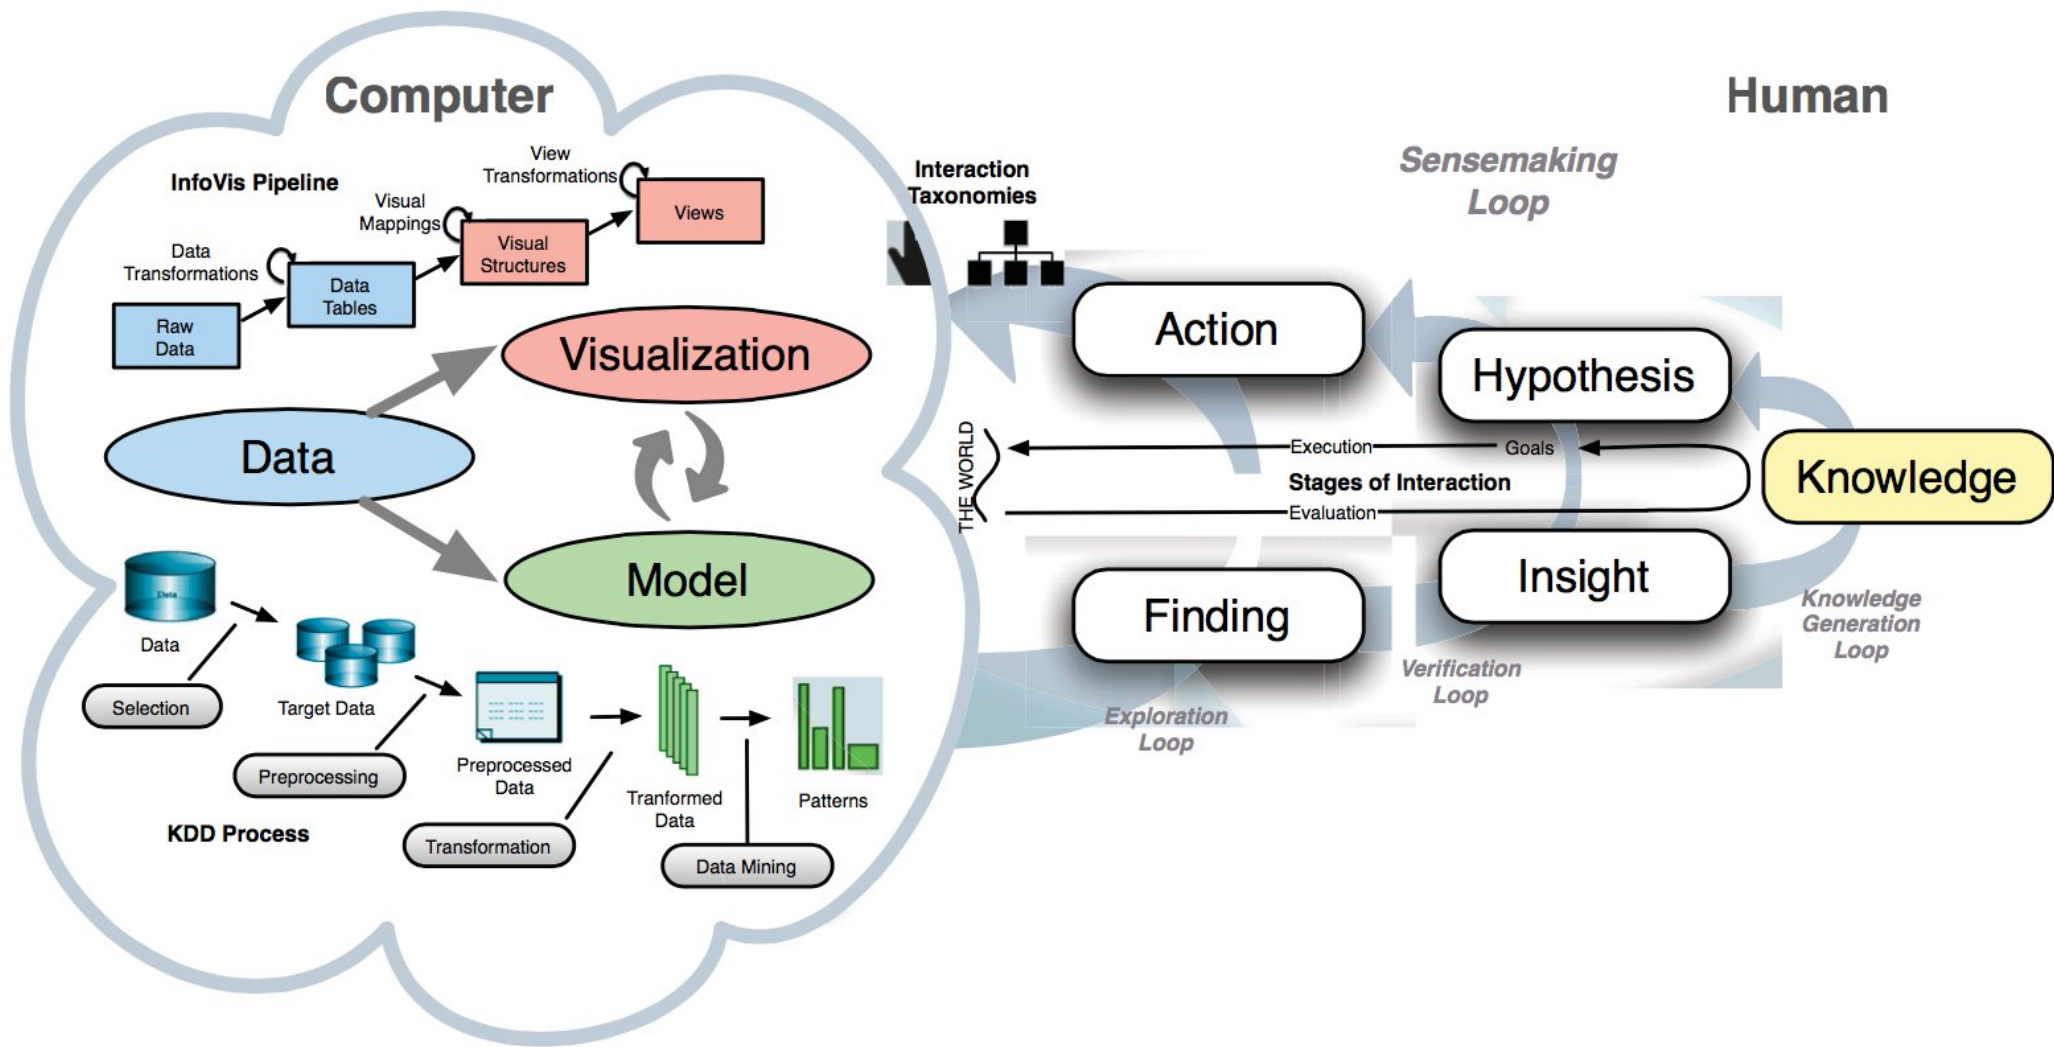 Computer
Human
InfoVis Pipeline
View
Transformations
Views
Visual
Mappings
Visual
Structures
Data
Transformations
Data
Tables
Raw
Data
Visualization
Data
Model
Data
Data
Selection
Target Data
Preprocessing
Preprocessed
Data
Transformation
Tranformed
Data
Data Mining
Patterns
KDD Process
Interaction
Taxonomies
Sensemaking
Loop
Action
Hypothesis
THE WORLD
Execution
Goals
Stages of Interaction
Evaluation
Knowledge
Finding
Insight
Exploration
Loop
Verification
Loop
Knowledge
Generation
Loop